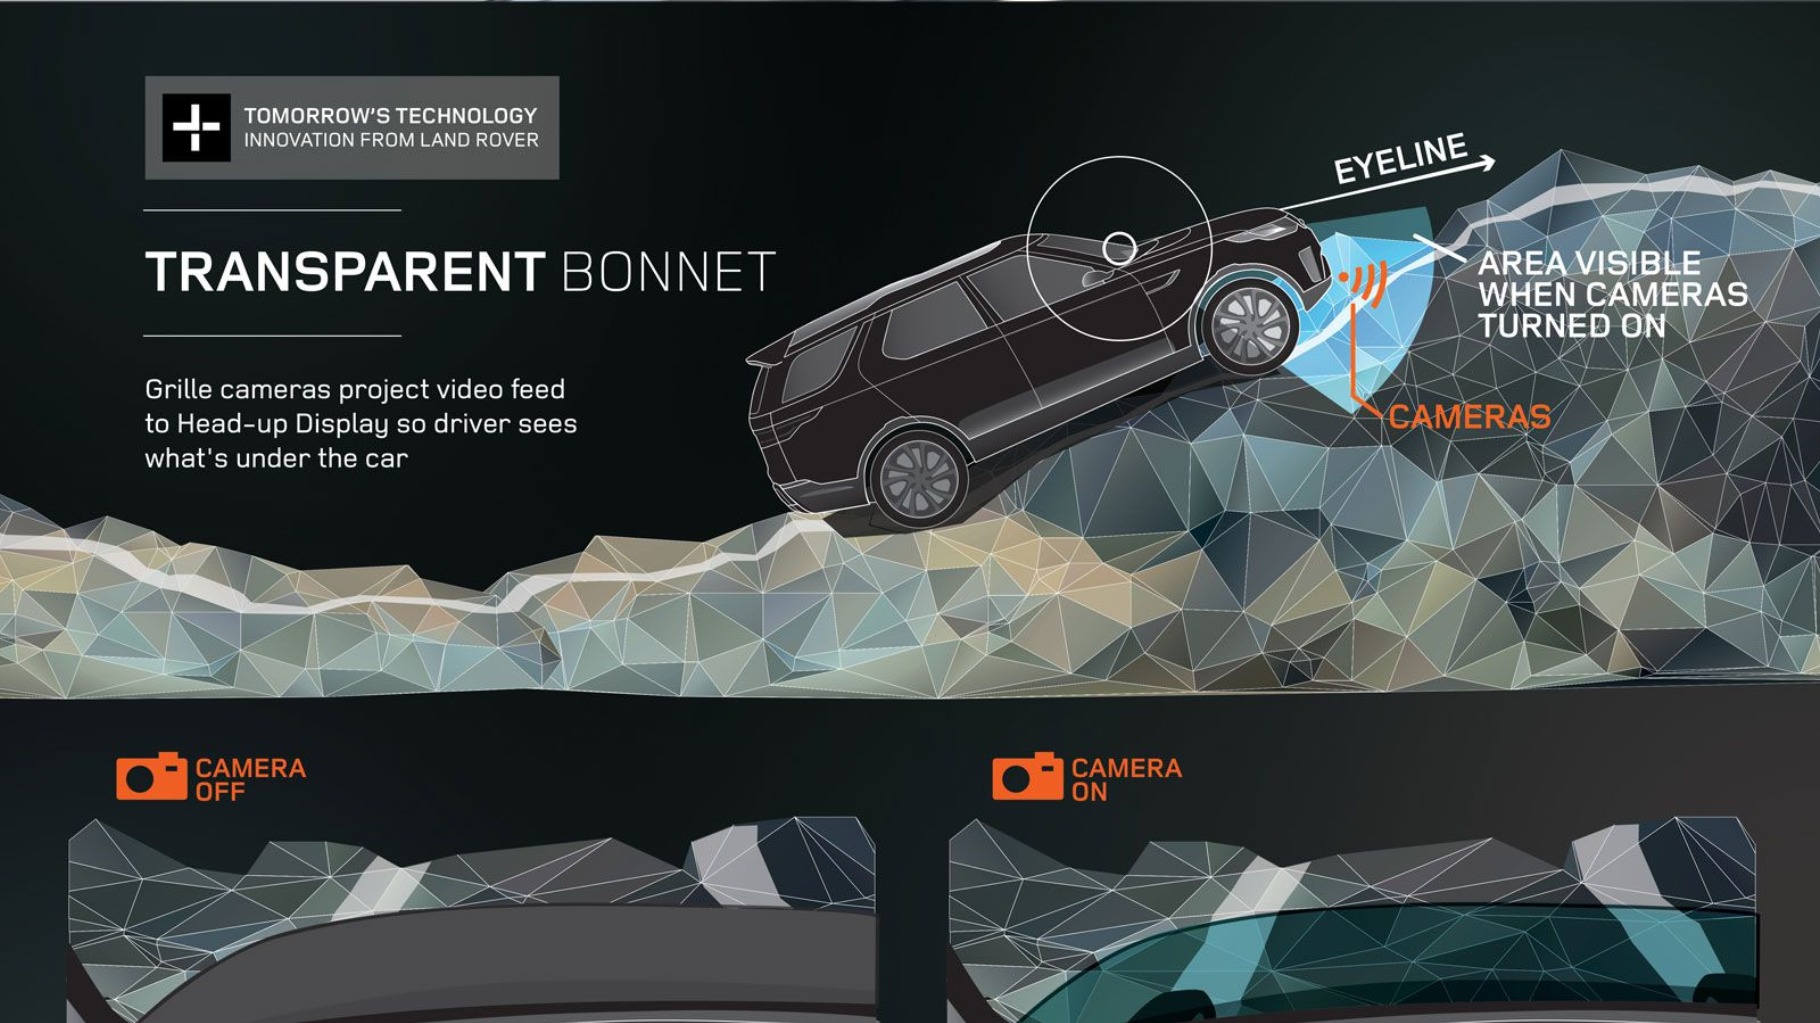 TOMORROW'S TECHNOLOGY
INNOVATION FROM LAND ROVER
TRANSPARENT BONNET
Grille cameras project video feed
to Head-up Display so driver sees
what's under the car
EYELINE
AREA VISIBLE
WHEN CAMERAS
TURNED ON
CAMERAS
CAMERA
OFF
CAMERA
ON